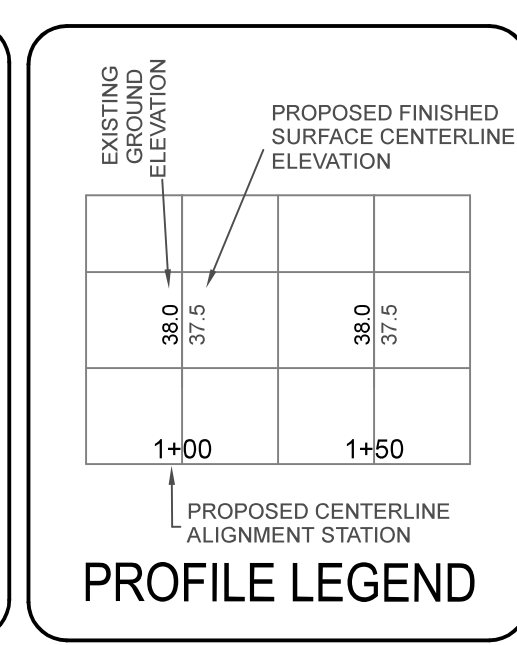 EXISTING
GROUND
ELEVATION
PROPOSED FINISHED
SURFACE CENTERLINE
ELEVATION
38.0
37.5
38.0
37.5
1+00
1+50
PROPOSED CENTERLINE
ALIGNMENT STATION
PROFILE LEGEND